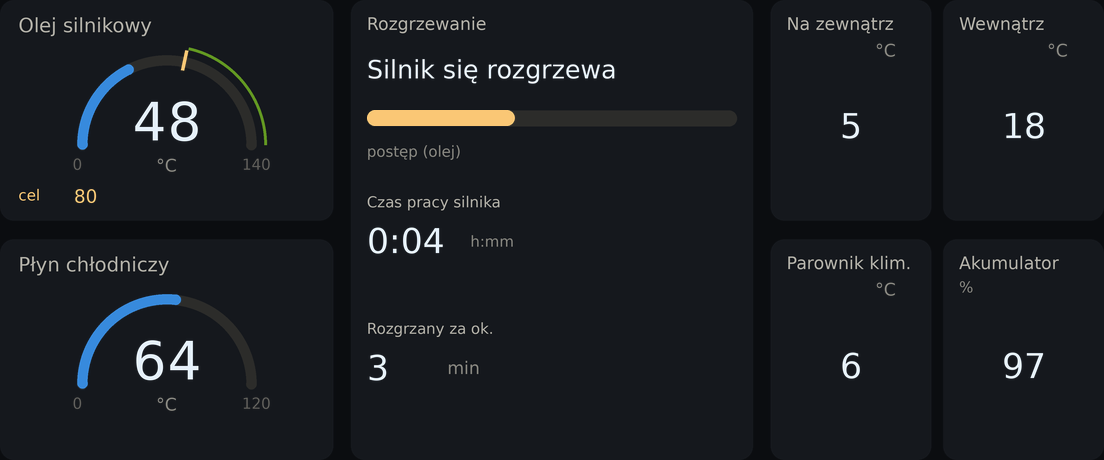 Olej silnikowy
48
0
°C
140
cel 80
Płyn chłodniczy
64
0
°C
120
Rozgrzewanie
Silnik się rozgrzewa
postęp (olej)
Czas pracy silnika
0:04 h:mm
Rozgrzany za ok.
3 min
Na zewnątrz
°C
5
Wewnątrz
°C
18
Parownik klim.
°C
6
Akumulator
%
97